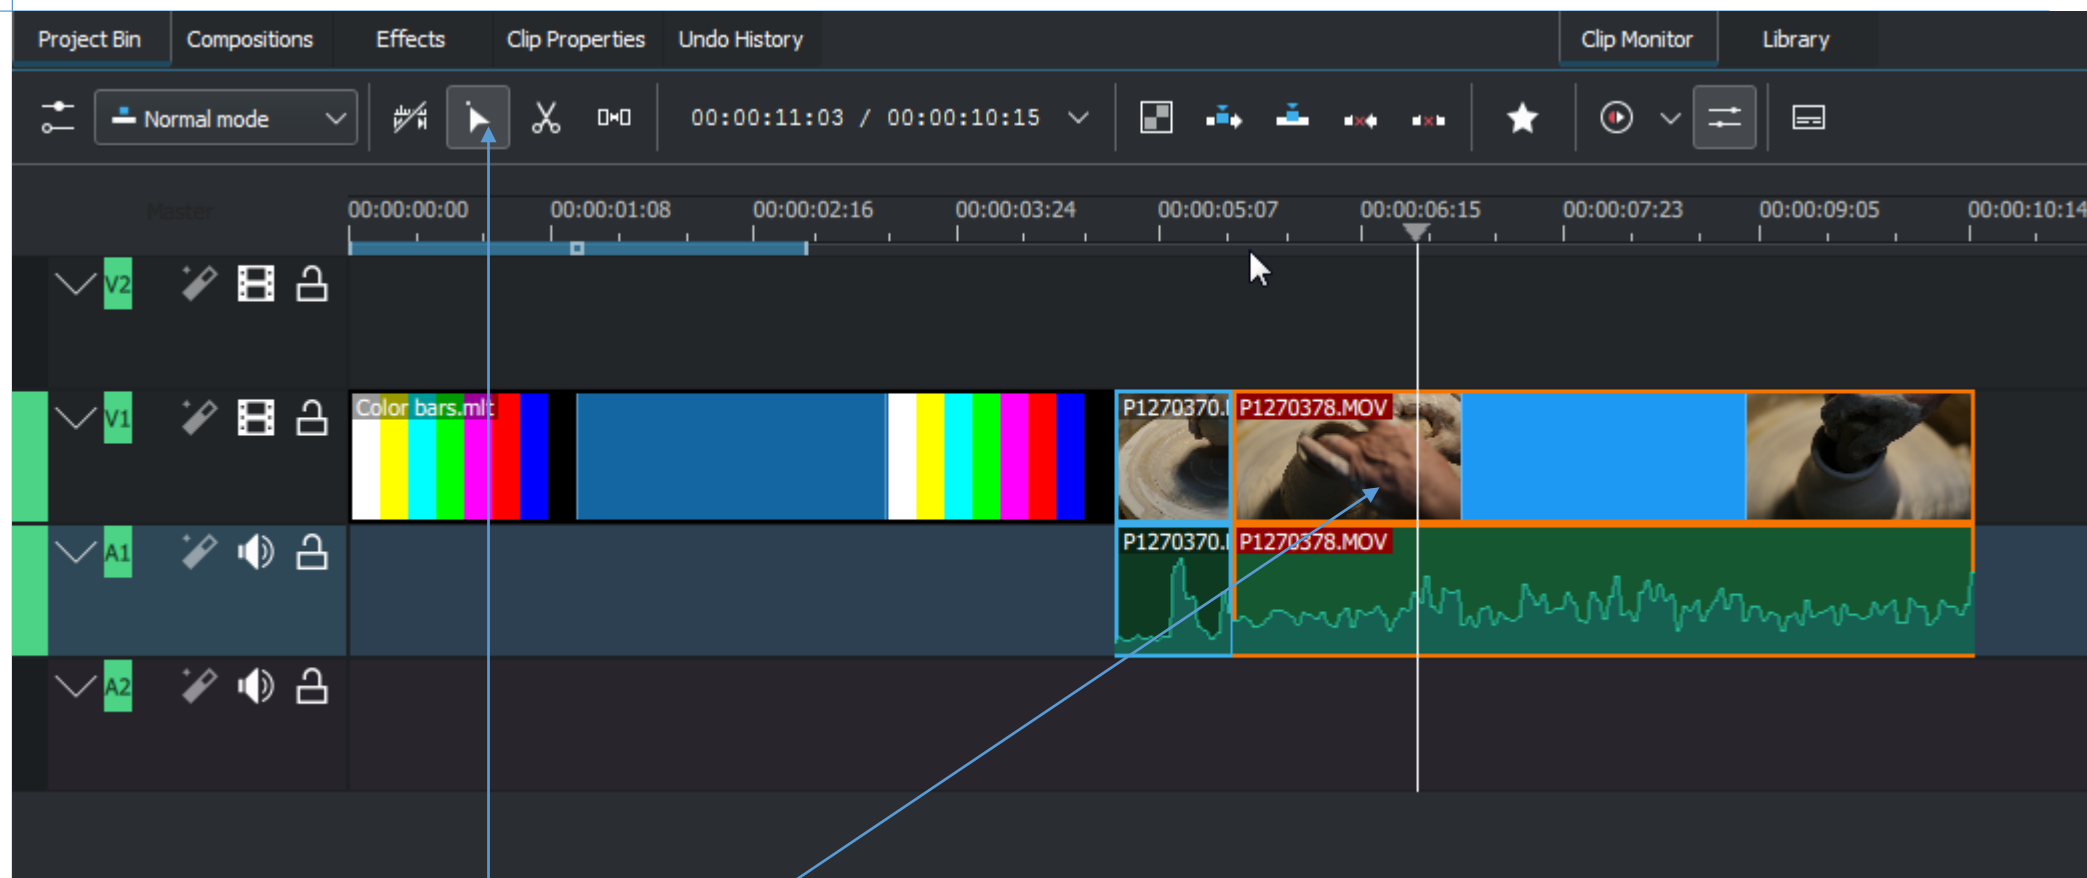 Project Bin Compositions Effects Clip Properties Undo History Clip Monitor Library
Normal mode 00:00:11:03 / 00:00:10:15
Master 00:00:00:00 00:00:01:08 00:00:02:16 00:00:03:24 00:00:05:07 00:00:06:15 00:00:07:23 00:00:09:05 00:00:10:14
V2
V1 Color bars.mlt P1270370. P1270378.MOV
A1 P1270370. P1270378.MOV
A2